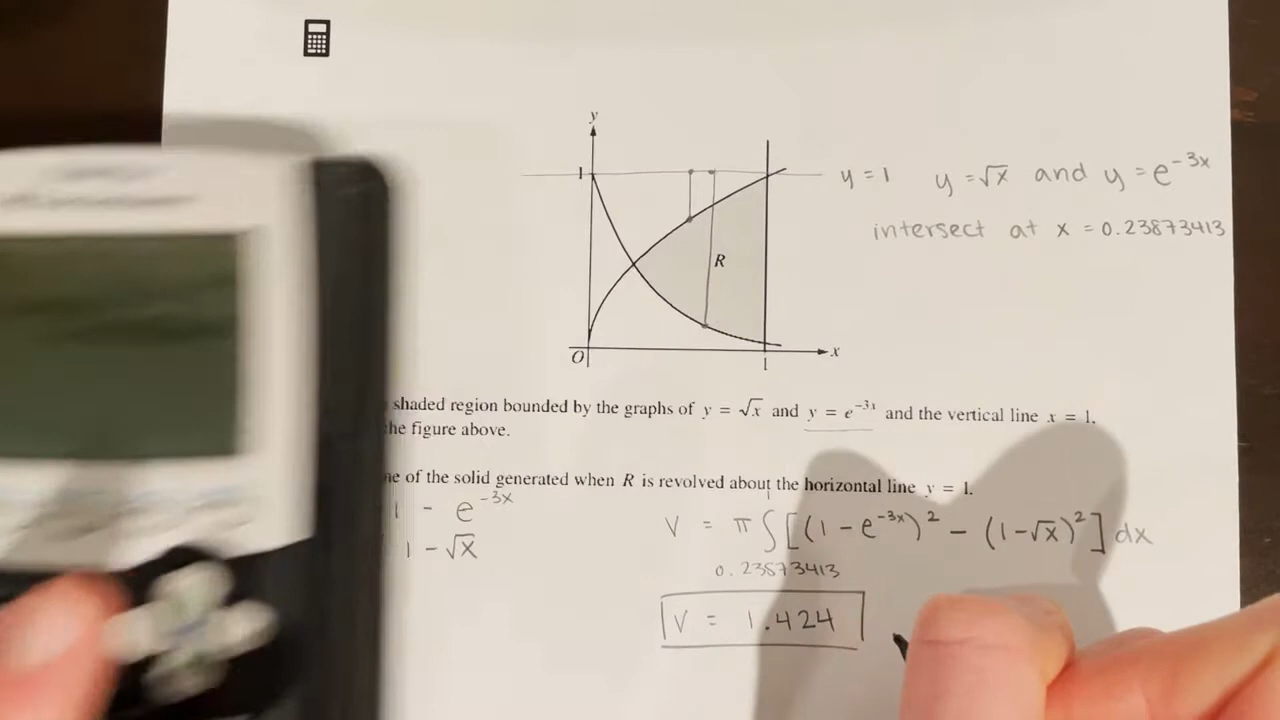 y
1
y = 1 y = √x and y = e^-3x
intersect at x = 0.23873413
R
O
1
x
shaded region bounded by the graphs of y = √x and y = e^-3x and the vertical line x = 1,
the figure above.
of the solid generated when R is revolved about the horizontal line y = 1.
1 - e^-3x
1 - √x
V = π ∫ [(1 - e^-3x)^2 - (1 - √x)^2] dx
0.23873413
V = 1.424